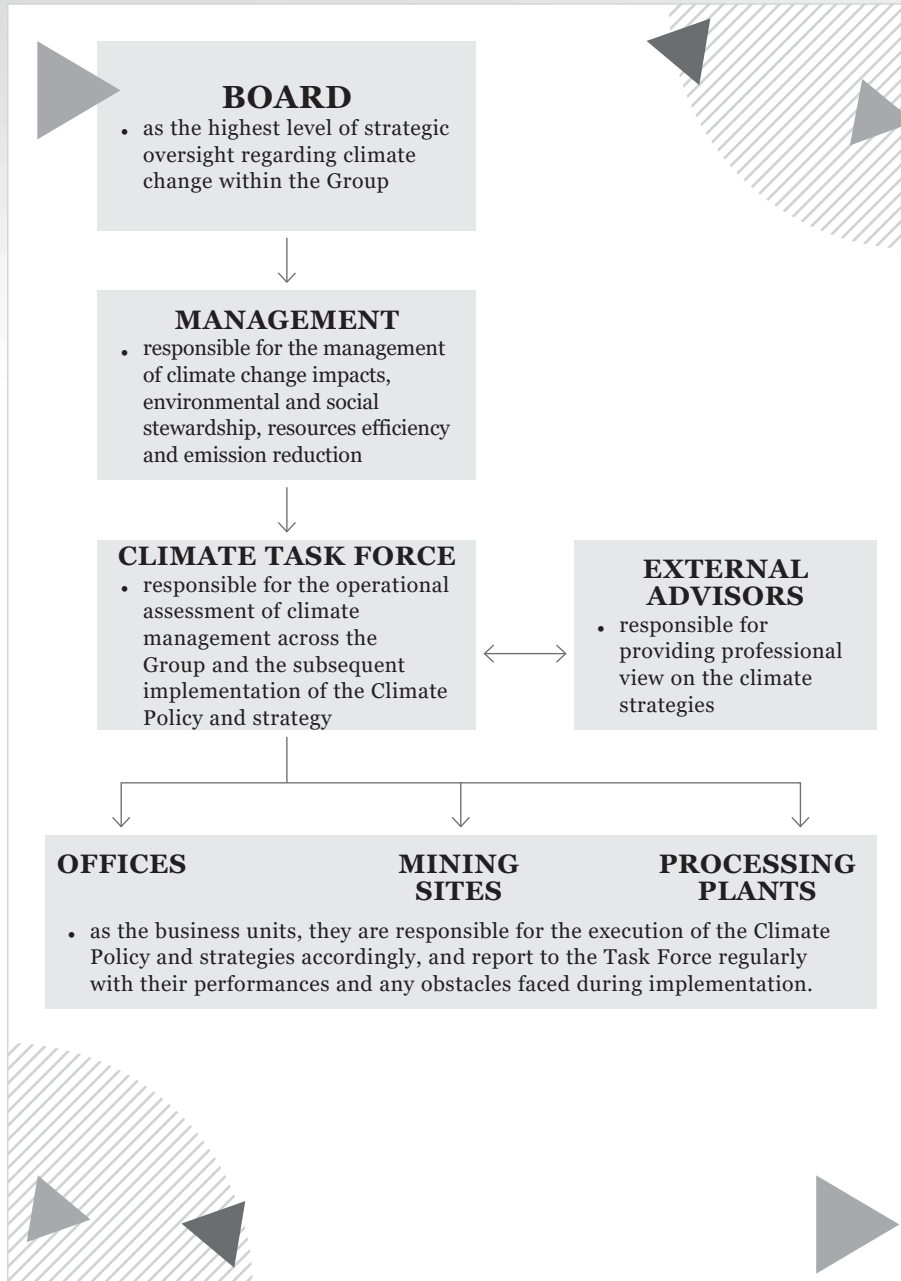 BOARD
• as the highest level of strategic
oversight regarding climate
change within the Group
MANAGEMENT
• responsible for the management
of climate change impacts,
environmental and social
stewardship, resources efficiency
and emission reduction
CLIMATE TASK FORCE
• responsible for the operational
assessment of climate
management across the
Group and the subsequent
implementation of the Climate
Policy and strategy
EXTERNAL
ADVISORS
• responsible for
providing professional
view on the climate
strategies
OFFICES
MINING
SITES
PROCESSING
PLANTS
• as the business units, they are responsible for the execution of the Climate
Policy and strategies accordingly, and report to the Task Force regularly
with their performances and any obstacles faced during implementation.